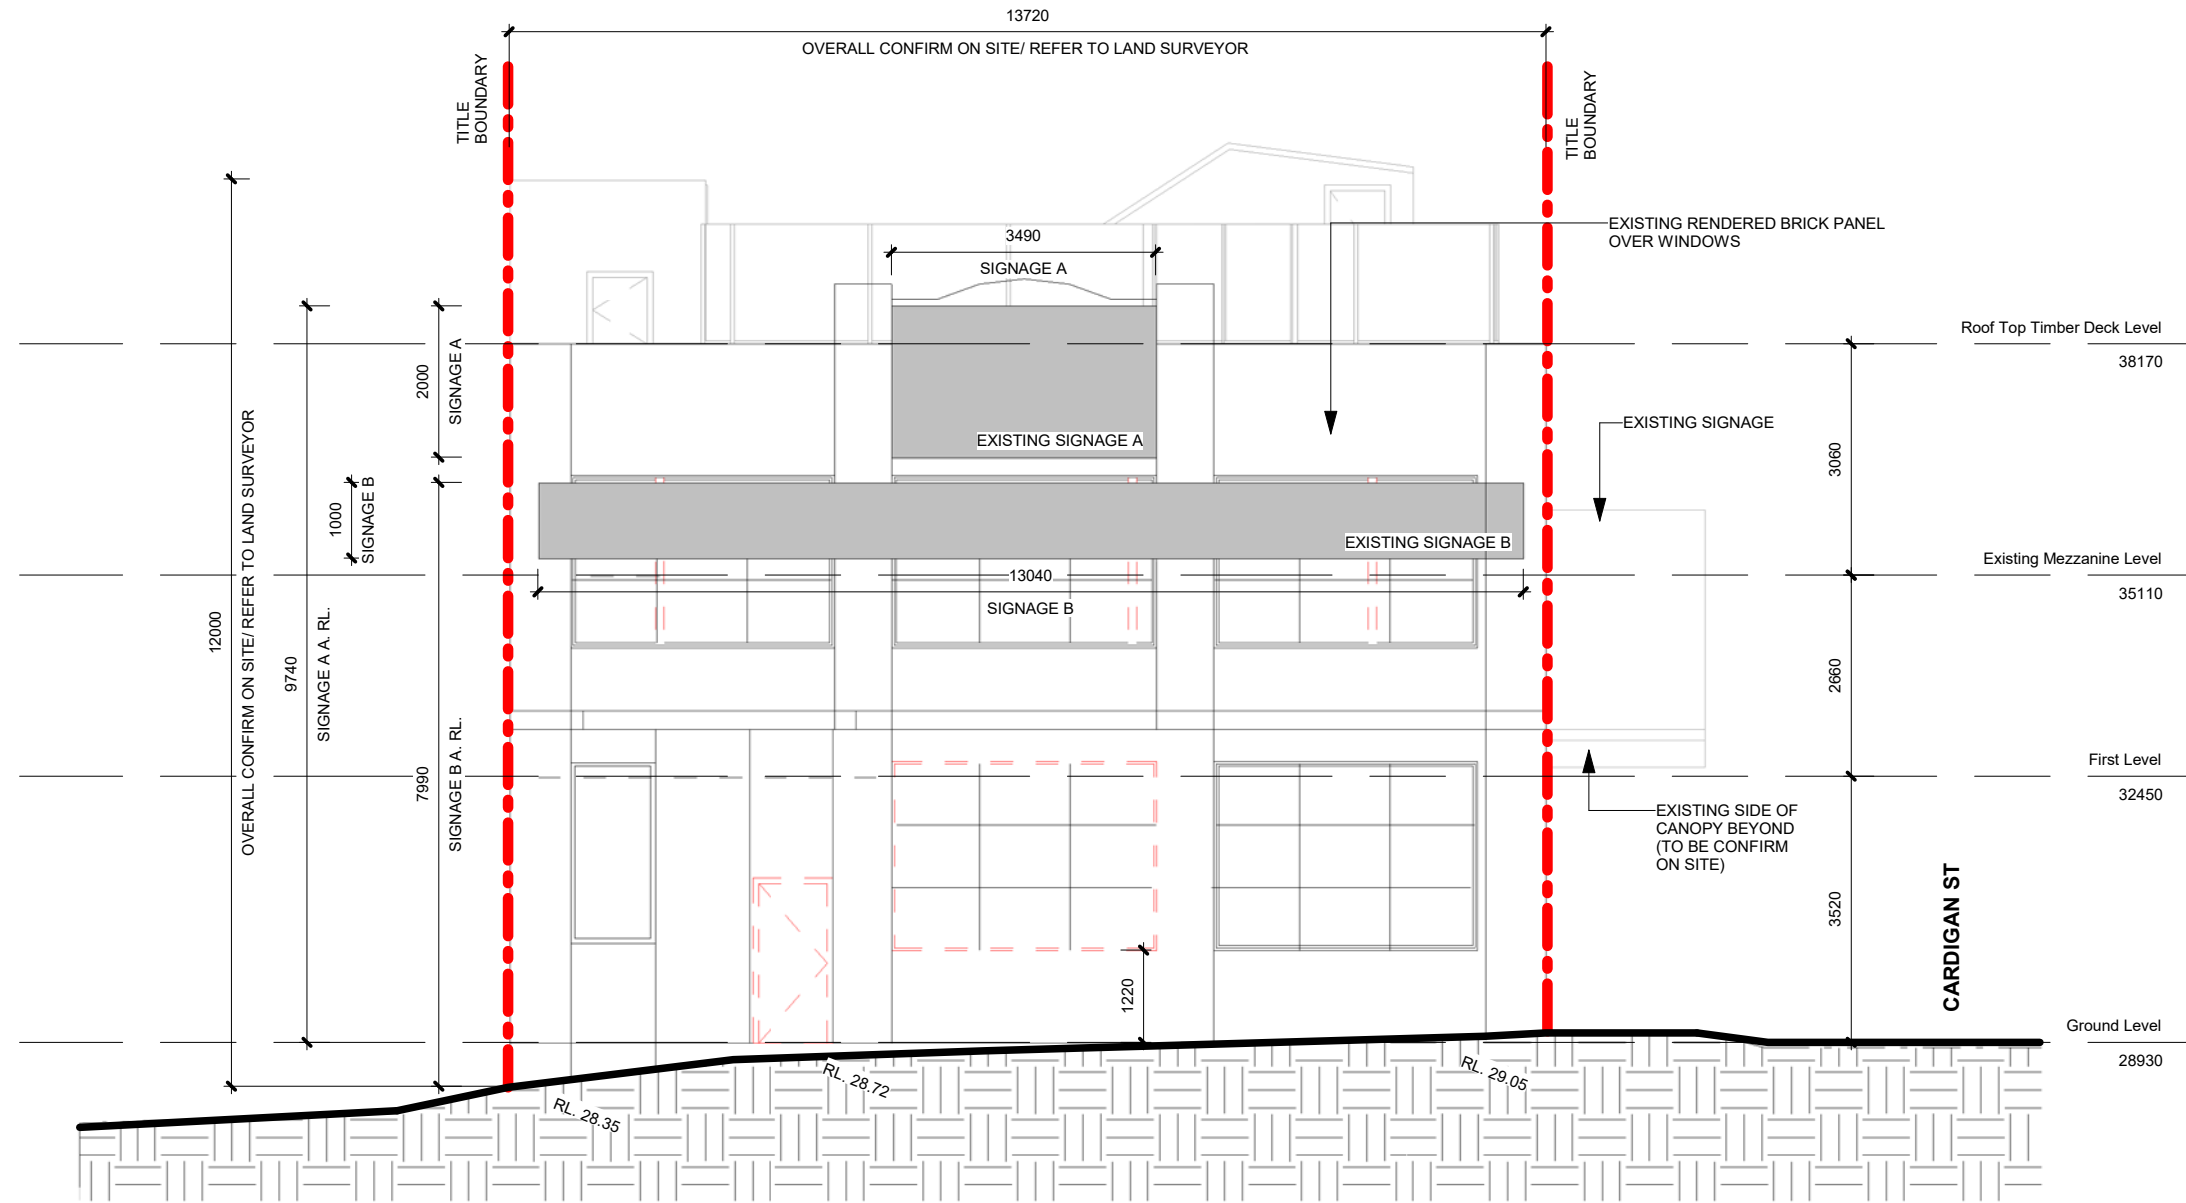 13720
OVERALL CONFIRM ON SITE/ REFER TO LAND SURVEYOR
TITLE
BOUNDARY
TITLE
BOUNDARY
EXISTING RENDERED BRICK PANEL
OVER WINDOWS
3490
SIGNAGE A
Roof Top Timber Deck Level
38170
2000
SIGNAGE A
EXISTING SIGNAGE A
EXISTING SIGNAGE
3060
1000
SIGNAGE B
EXISTING SIGNAGE B
Existing Mezzanine Level
35110
13040
SIGNAGE B
12000
OVERALL CONFIRM ON SITE/ REFER TO LAND SURVEYOR
9740
SIGNAGE A A. RL.
7990
SIGNAGE B A. RL.
2660
First Level
32450
EXISTING SIDE OF
CANOPY BEYOND
(TO BE CONFIRM
ON SITE)
3520
CARDIGAN ST
1220
Ground Level
28930
RL. 28.35
RL. 28.72
RL. 29.05